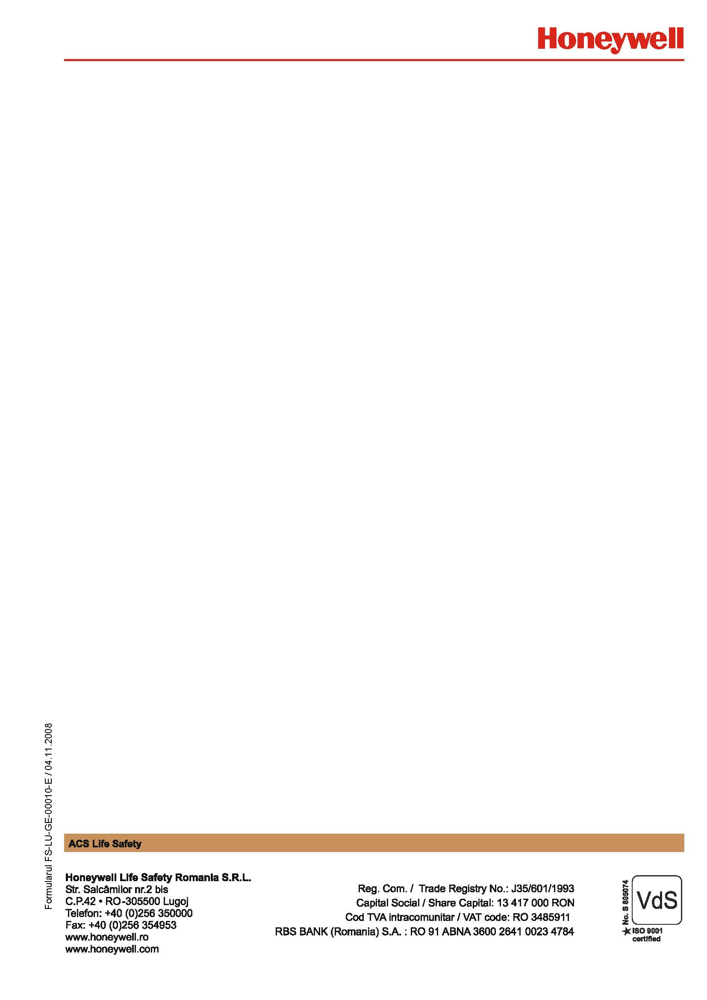 Honeywell
Formularul FS-LU-GE-00010-E / 04.11.2008
ACS Life Safety
Honeywell Life Safety Romania S.R.L.
Str. Salcâmilor nr.2 bis
C.P.42 • RO-305500 Lugoj
Telefon: +40 (0)256 350000
Fax: +40 (0)256 354953
www.honeywell.ro
www.honeywell.com
Reg. Com. / Trade Registry No.: J35/601/1993
Capital Social / Share Capital: 13 417 000 RON
Cod TVA intracomunitar / VAT code: RO 3485911
RBS BANK (Romania) S.A. : RO 91 ABNA 3600 2641 0023 4784
No. S 805074
VdS
ISO 9001
certified